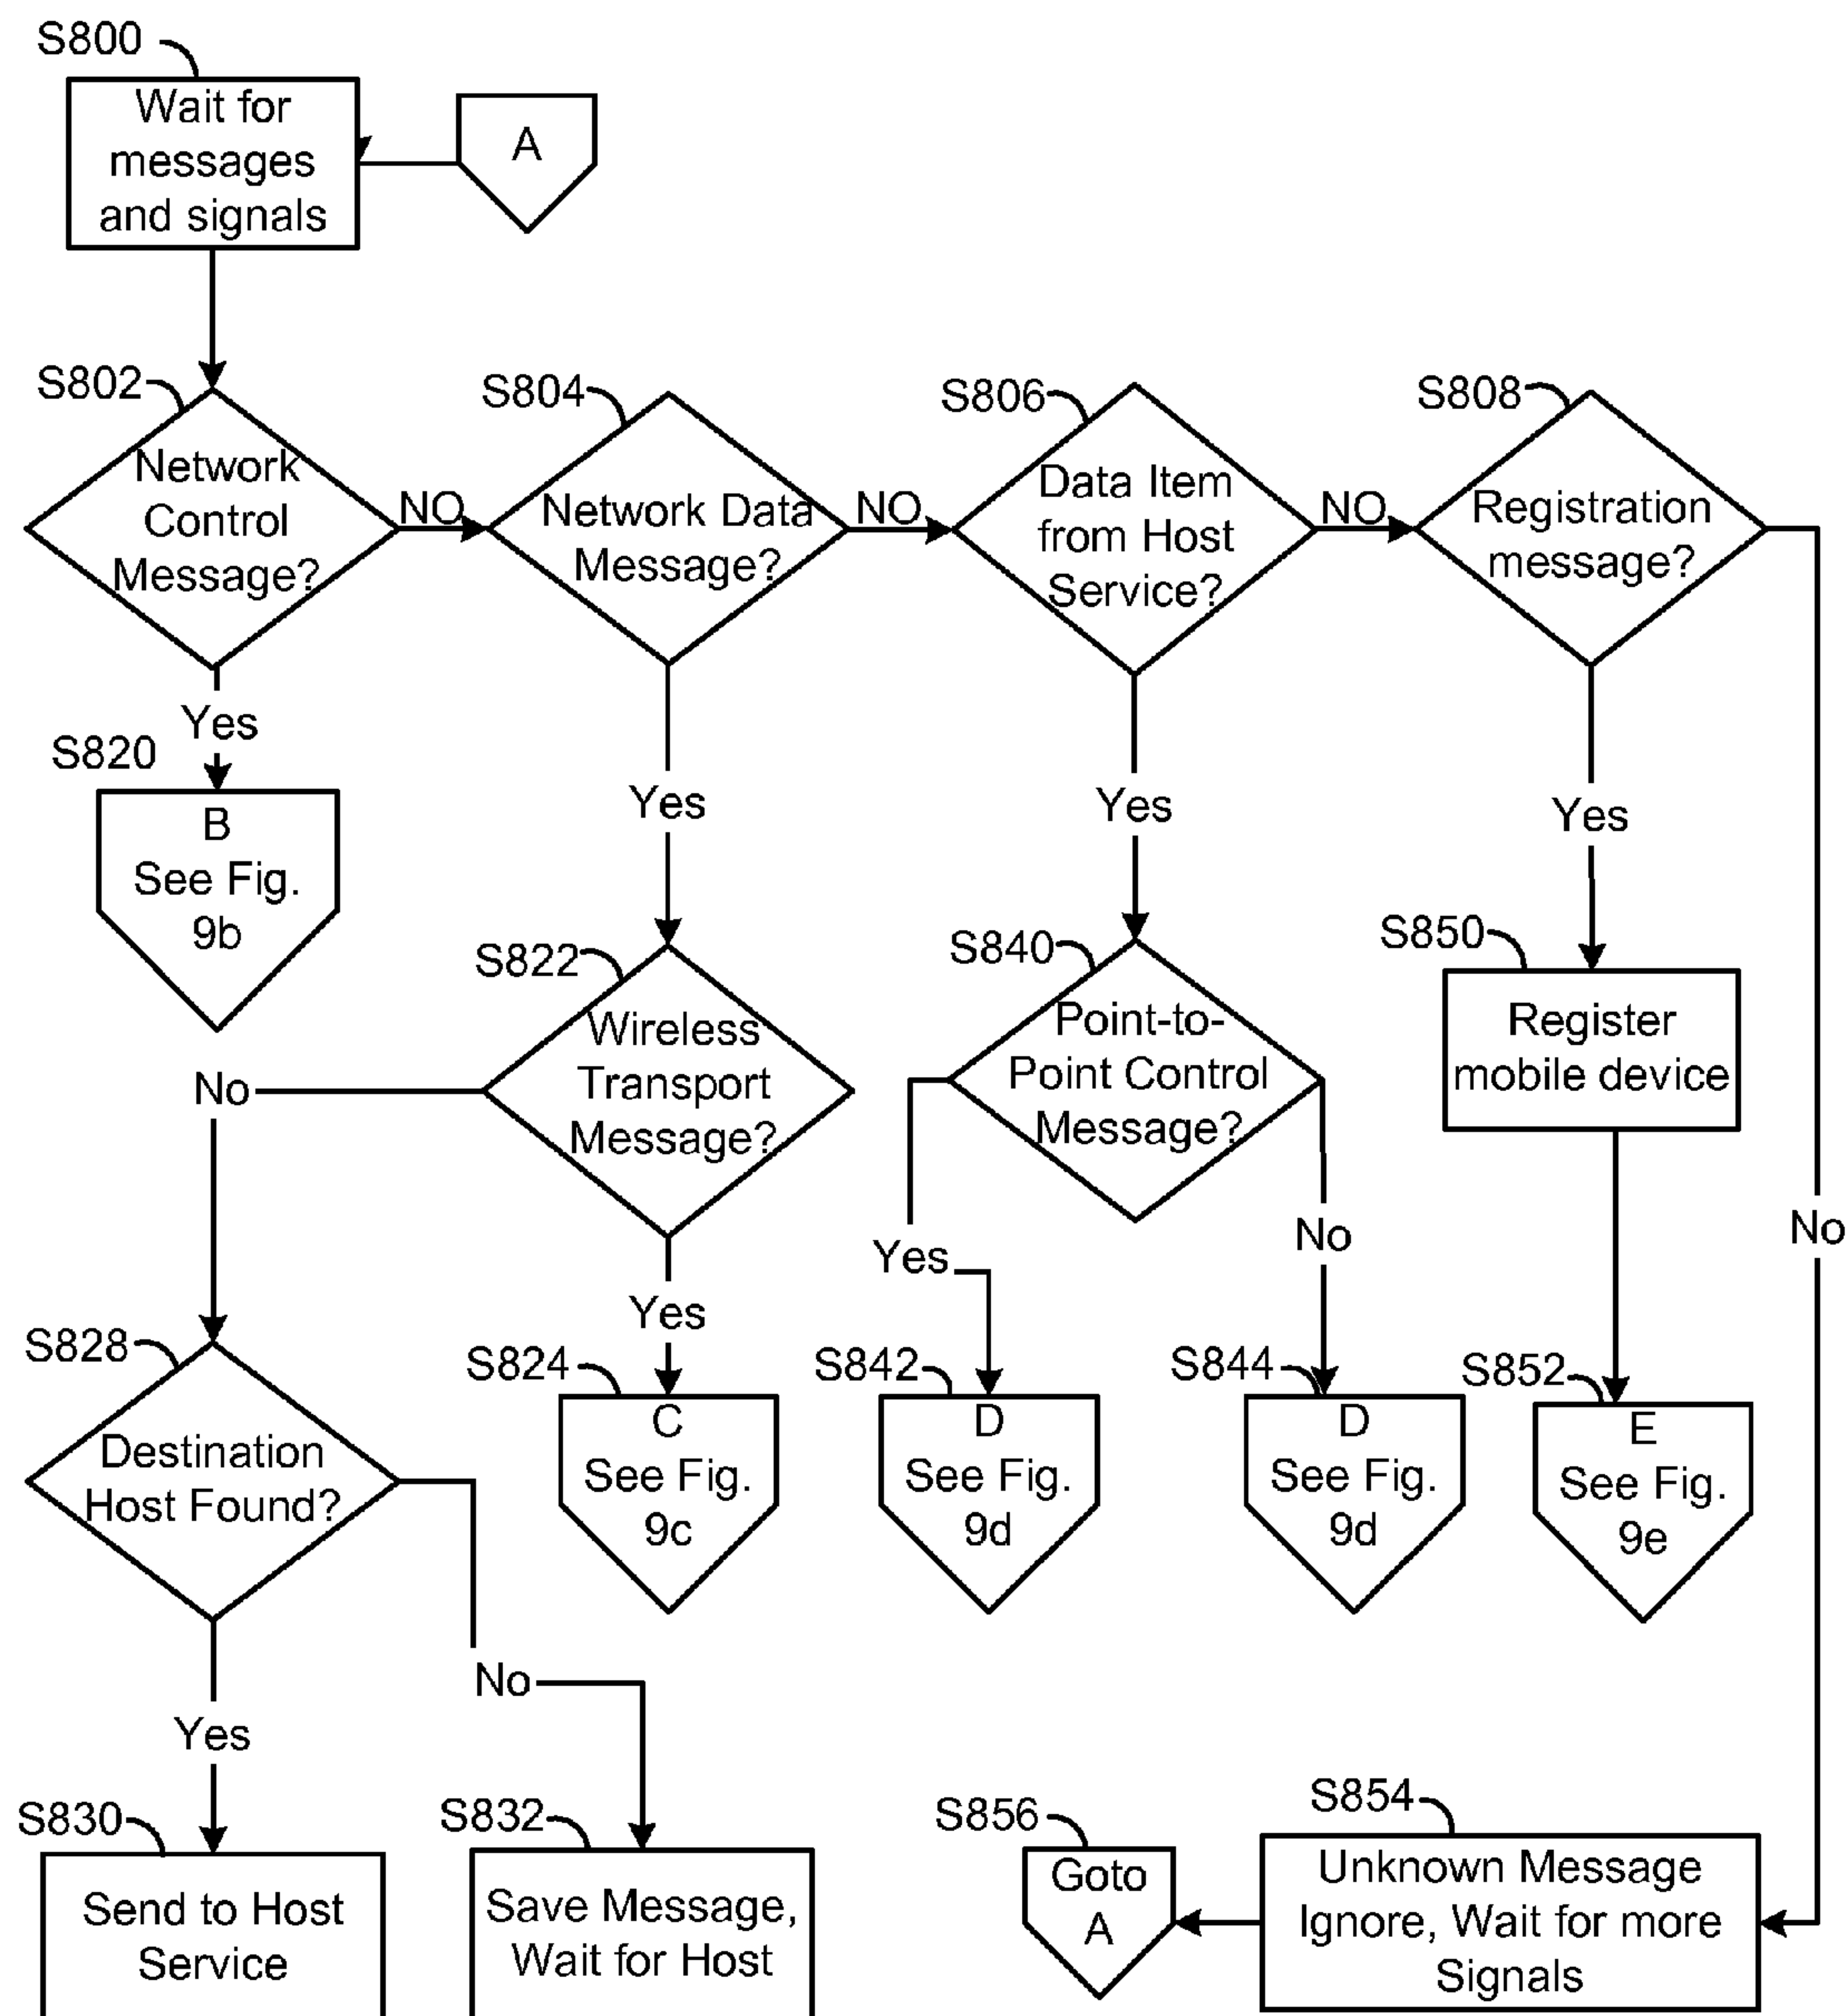 S800
Wait for
messages
and signals
A
S802
Network
Control
Message?
NO
S804
Network Data
Message?
NO
S806
Data Item
from Host
Service?
NO
S808
Registration
message?
Yes
S820
B
See Fig.
9b
Yes
Yes
Yes
No
S822
Wireless
Transport
Message?
S840
Point-to-
Point Control
Message?
S850
Register
mobile device
No
Yes
Yes
No
S828
Destination
Host Found?
S824
C
See Fig.
9c
S842
D
See Fig.
9d
S844
D
See Fig.
9d
S852
E
See Fig.
9e
No
Yes
S830
Send to Host
Service
S832
Save Message,
Wait for Host
S856
Goto
A
S854
Unknown Message
Ignore, Wait for more
Signals